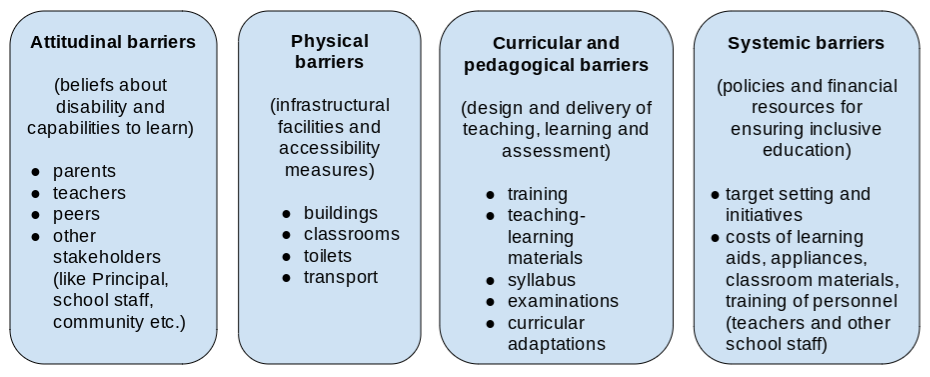 Attitudinal barriers
(beliefs about
disability and
capabilities to learn)
● parents
● teachers
● peers
● other
stakeholders
(like Principal,
school staff,
community etc.)
Physical
barriers
(infrastructural
facilities and
accessibility
measures)
● buildings
● classrooms
● toilets
● transport
Curricular and
pedagogical barriers
(design and delivery of
teaching, learning and
assessment)
● training
● teaching-
learning
materials
● syllabus
● examinations
● curricular
adaptations
Systemic barriers
(policies and financial
resources for
ensuring inclusive
education)
● target setting and
initiatives
● costs of learning
aids, appliances,
classroom materials,
training of personnel
(teachers and other
school staff)